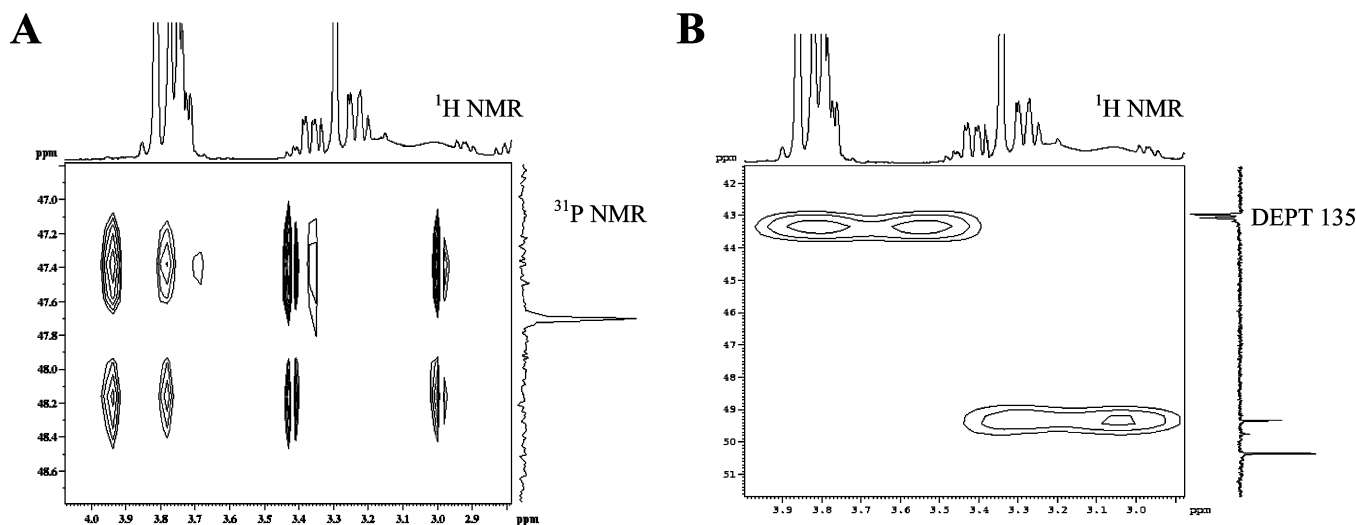 A
¹H NMR
ppm
47.0
47.2
47.4
47.6
47.8
48.0
48.2
48.4
48.6
³¹P NMR
4.0 3.9 3.8 3.7 3.6 3.5 3.4 3.3 3.2 3.1 3.0 2.9 ppm
B
¹H NMR
ppm
42
43
44
45
46
47
48
49
50
51
DEPT 135
3.9 3.8 3.7 3.6 3.5 3.4 3.3 3.2 3.1 3.0 ppm